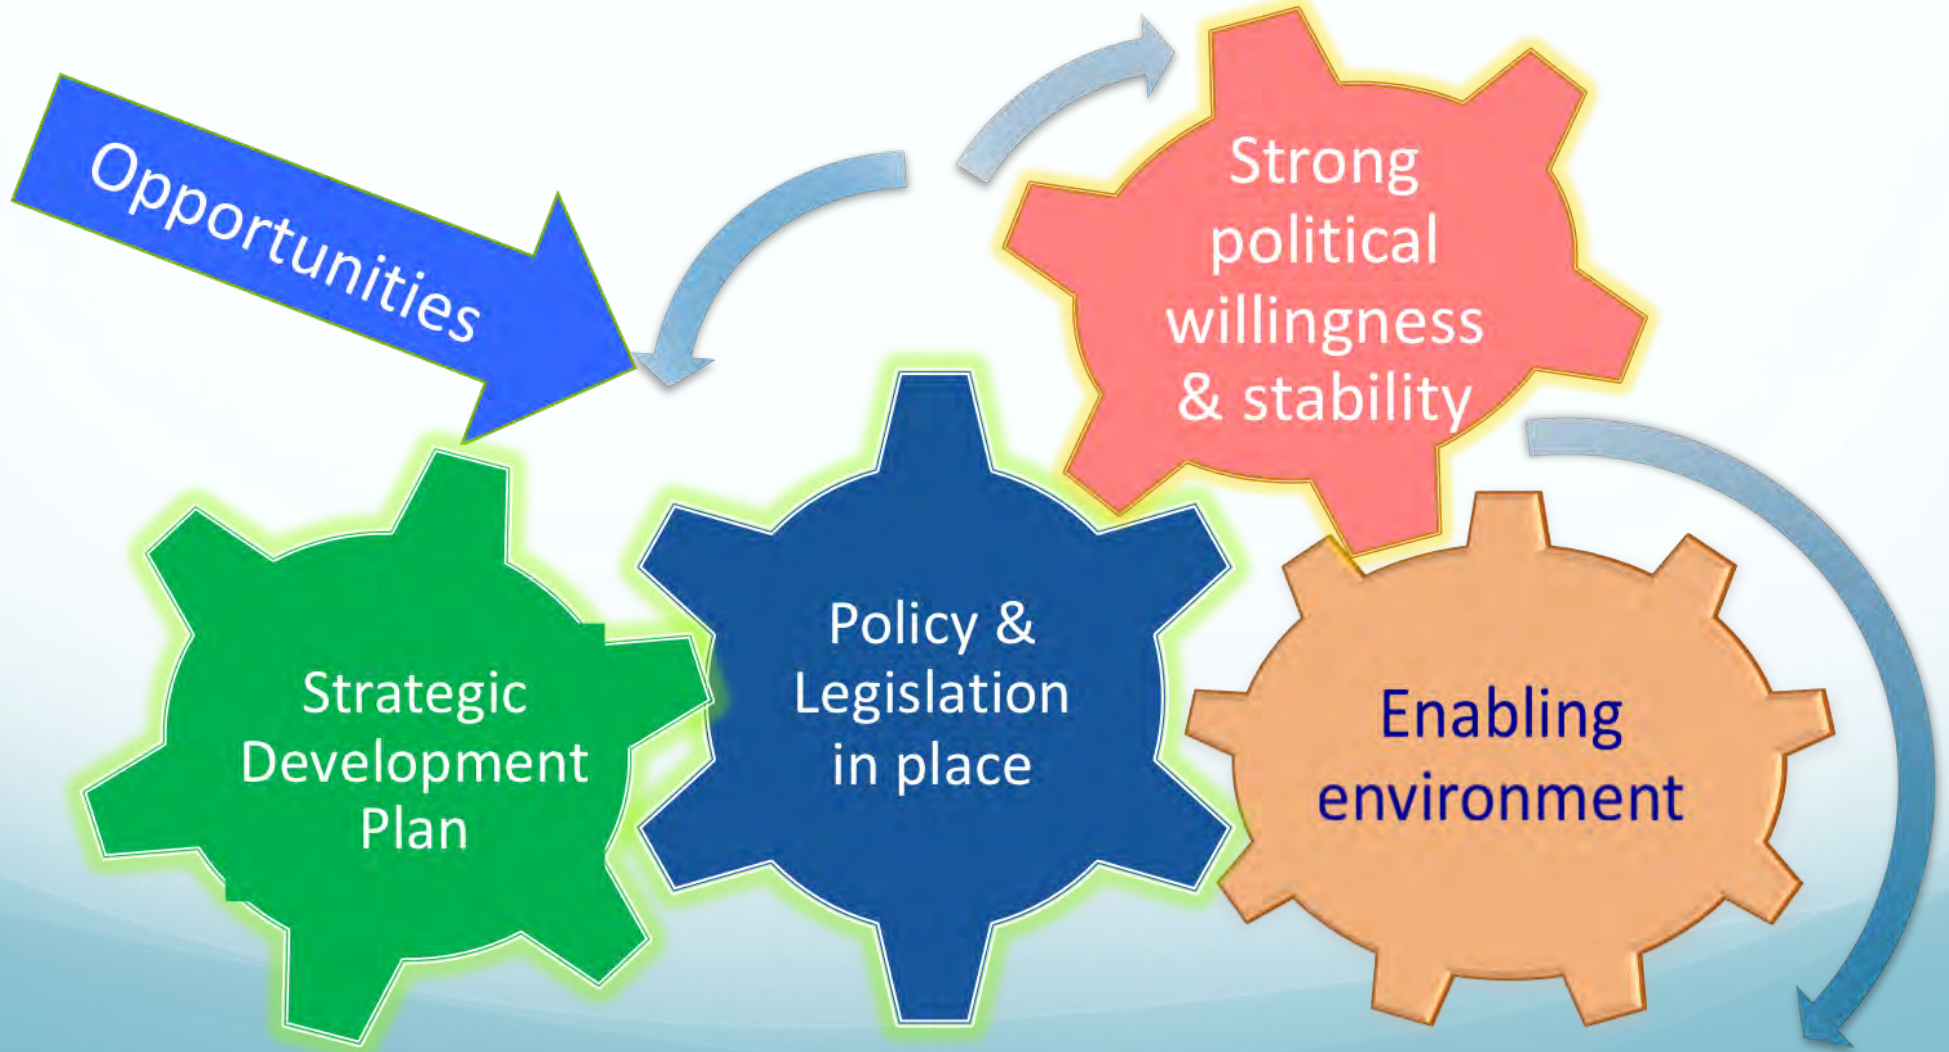 Opportunities
Strong
political
willingness
& stability
Strategic
Development
Plan
Policy &
Legislation
in place
Enabling
environment